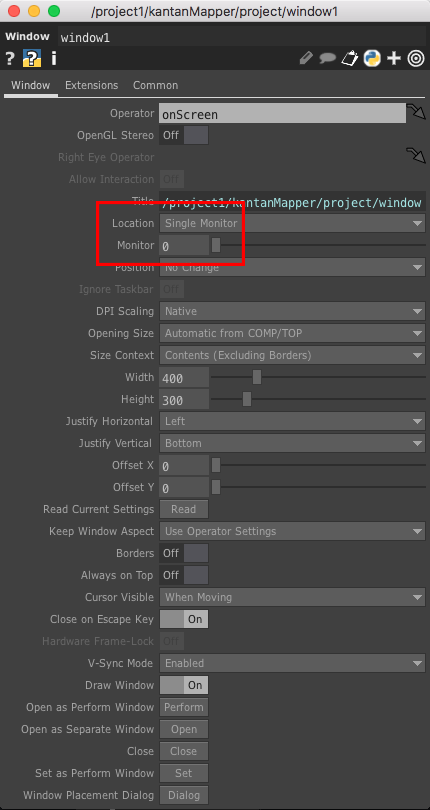 /project1/kantanMapper/project/window1
Window window1
? ? i
Window Extensions Common
Operator onScreen
OpenGL Stereo Off
Right Eye Operator
Allow Interaction Off
Title /project1/kantanMapper/project/window
Location Single Monitor
Monitor 0
Position No Change
Ignore Taskbar Off
DPI Scaling Native
Opening Size Automatic from COMP/TOP
Size Context Contents (Excluding Borders)
Width 400
Height 300
Justify Horizontal Left
Justify Vertical Bottom
Offset X 0
Offset Y 0
Read Current Settings Read
Keep Window Aspect Use Operator Settings
Borders Off
Always on Top Off
Cursor Visible When Moving
Close on Escape Key On
Hardware Frame-Lock Off
V-Sync Mode Enabled
Draw Window On
Open as Perform Window Perform
Open as Separate Window Open
Close Close
Set as Perform Window Set
Window Placement Dialog Dialog